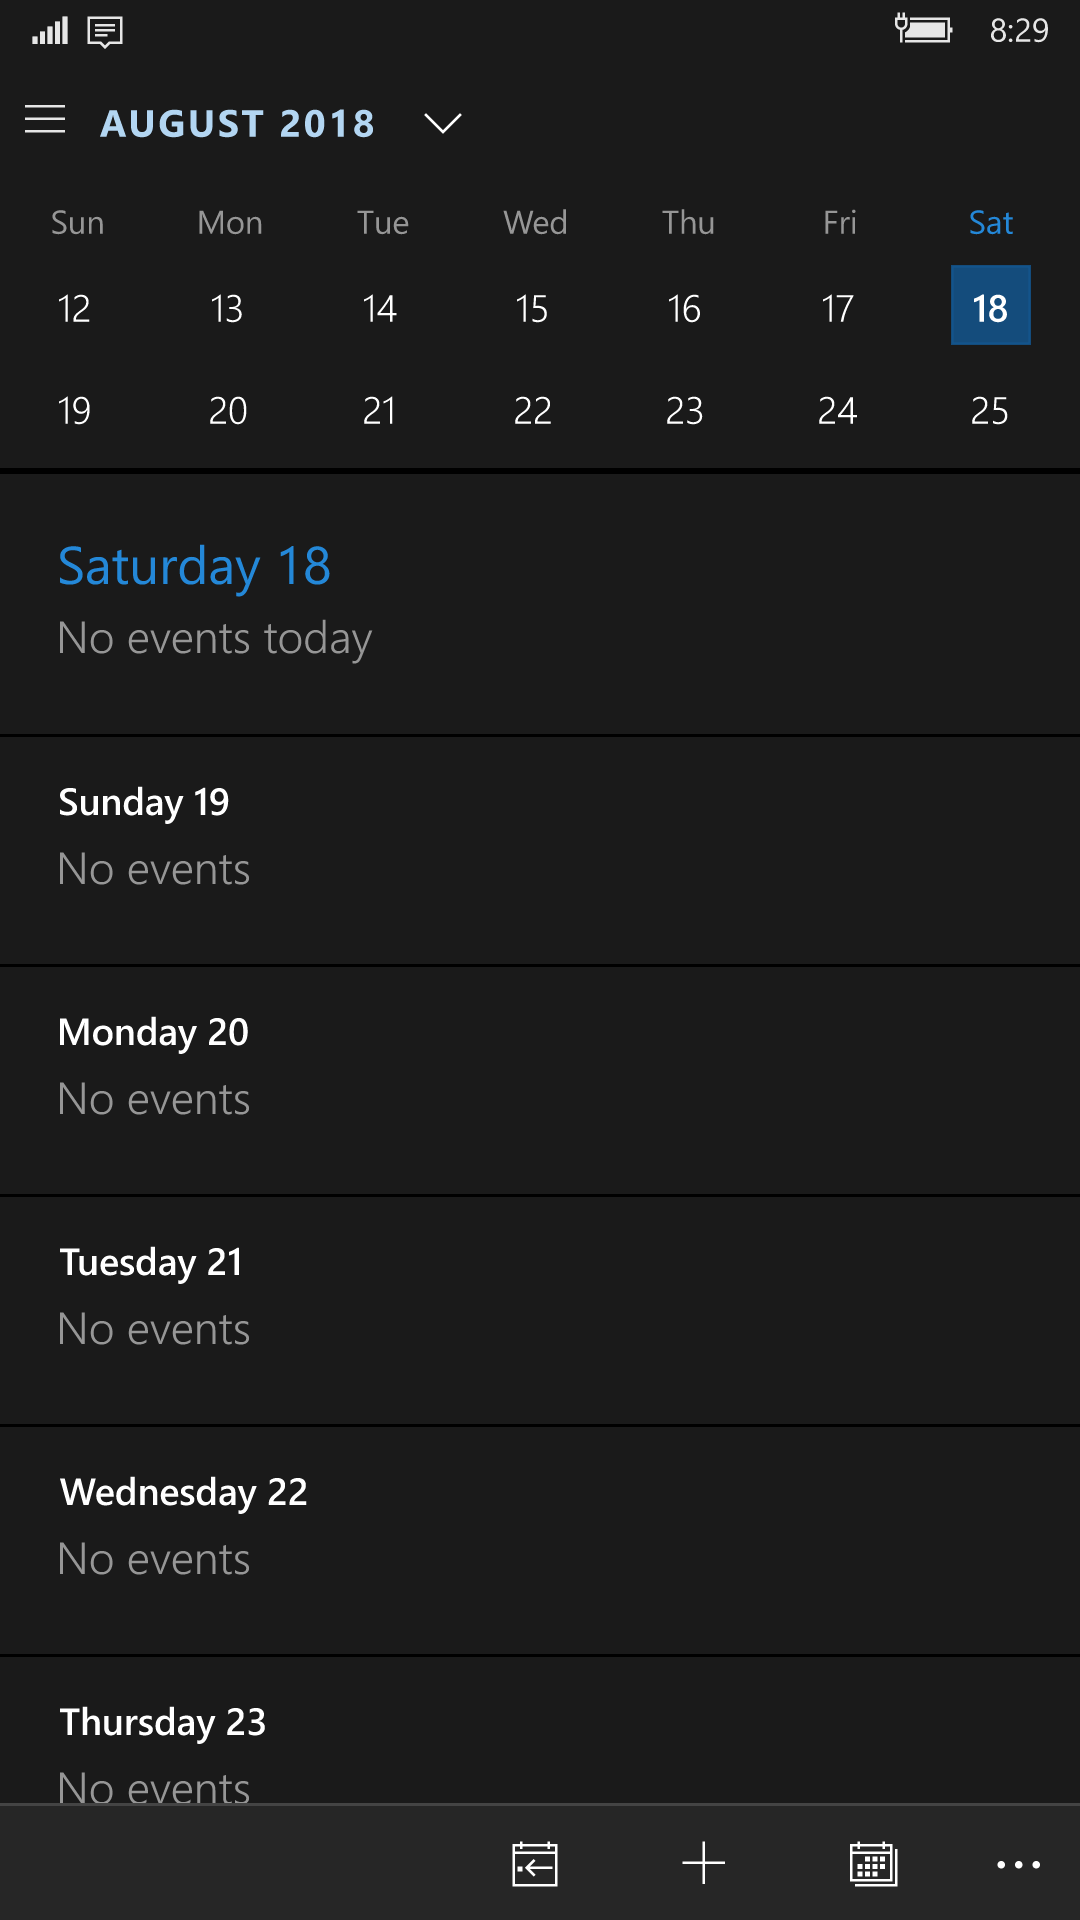 8:29
AUGUST 2018
Sun Mon Tue Wed Thu Fri Sat
12 13 14 15 16 17 18
19 20 21 22 23 24 25
Saturday 18
No events today
Sunday 19
No events
Monday 20
No events
Tuesday 21
No events
Wednesday 22
No events
Thursday 23
No events